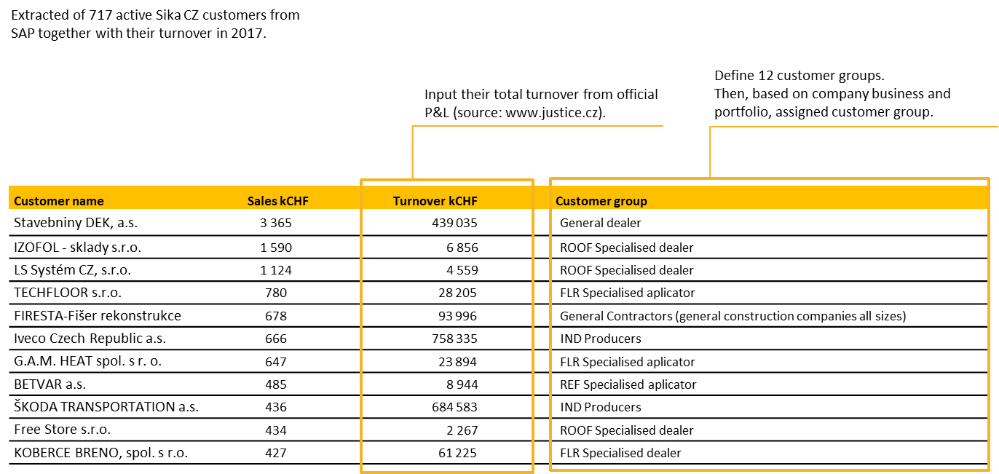 Extracted of 717 active Sika CZ customers from
SAP together with their turnover in 2017.
Input their total turnover from official
P&L (source: www.justice.cz).
Define 12 customer groups.
Then, based on company business and
portfolio, assigned customer group.
Customer name Sales kCHF Turnover kCHF Customer group
Stavebniny DEK, a.s. 3 365 439 035 General dealer
IZOFOL - sklady s.r.o. 1 590 6 856 ROOF Specialised dealer
LS Systém CZ, s.r.o. 1 124 4 559 ROOF Specialised dealer
TECHFLOOR s.r.o. 780 28 205 FLR Specialised aplicator
FIRESTA-Fišer rekonstrukce 678 93 996 General Contractors (general construction companies all sizes)
Iveco Czech Republic a.s. 666 758 335 IND Producers
G.A.M. HEAT spol. s r. o. 647 23 894 FLR Specialised aplicator
BETVAR a.s. 485 8 944 REF Specialised aplicator
ŠKODA TRANSPORTATION a.s. 436 684 583 IND Producers
Free Store s.r.o. 434 2 267 ROOF Specialised dealer
KOBERCE BRENO, spol. s r.o. 427 61 225 FLR Specialised dealer